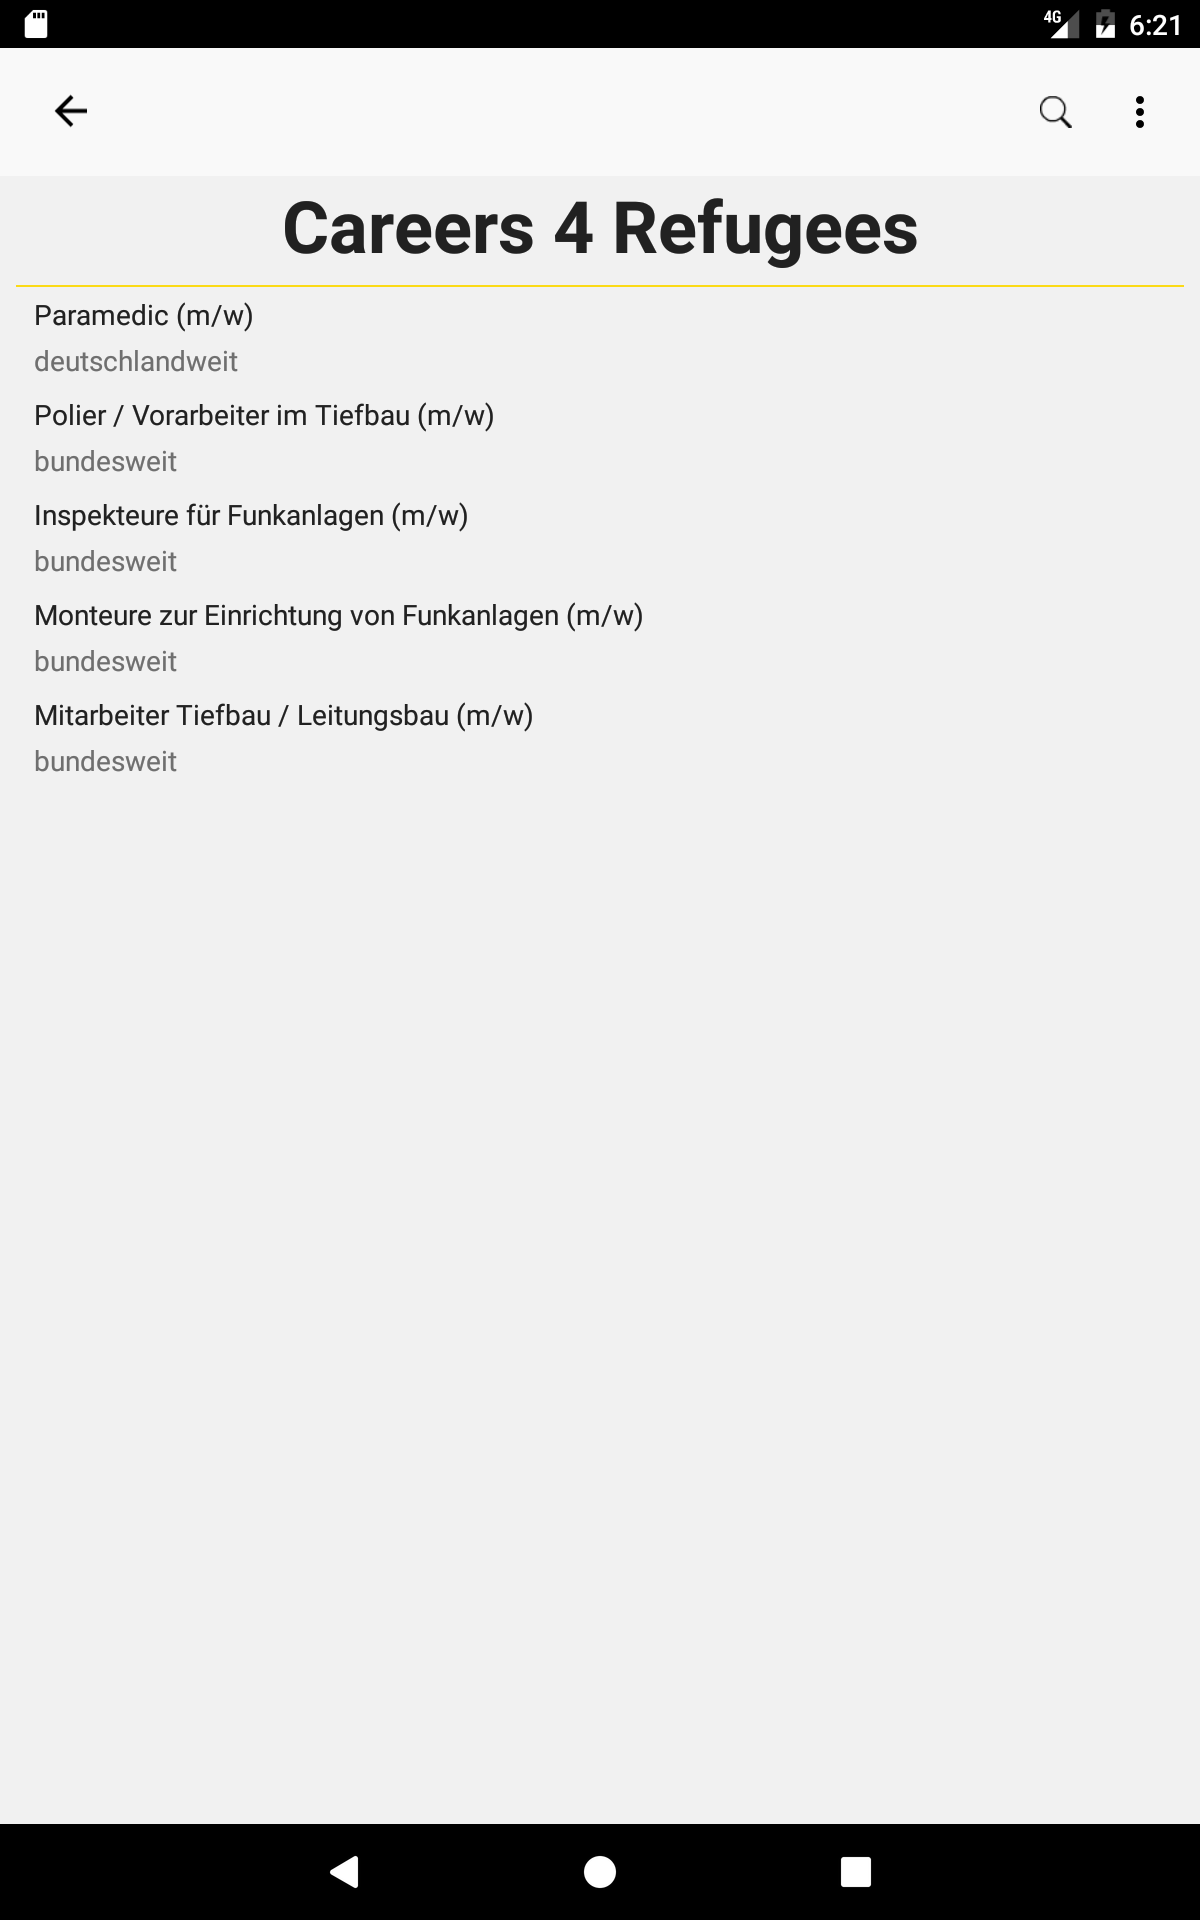 4G 6:21
Careers 4 Refugees
Paramedic (m/w)
deutschlandweit
Polier / Vorarbeiter im Tiefbau (m/w)
bundesweit
Inspekteure für Funkanlagen (m/w)
bundesweit
Monteure zur Einrichtung von Funkanlagen (m/w)
bundesweit
Mitarbeiter Tiefbau / Leitungsbau (m/w)
bundesweit